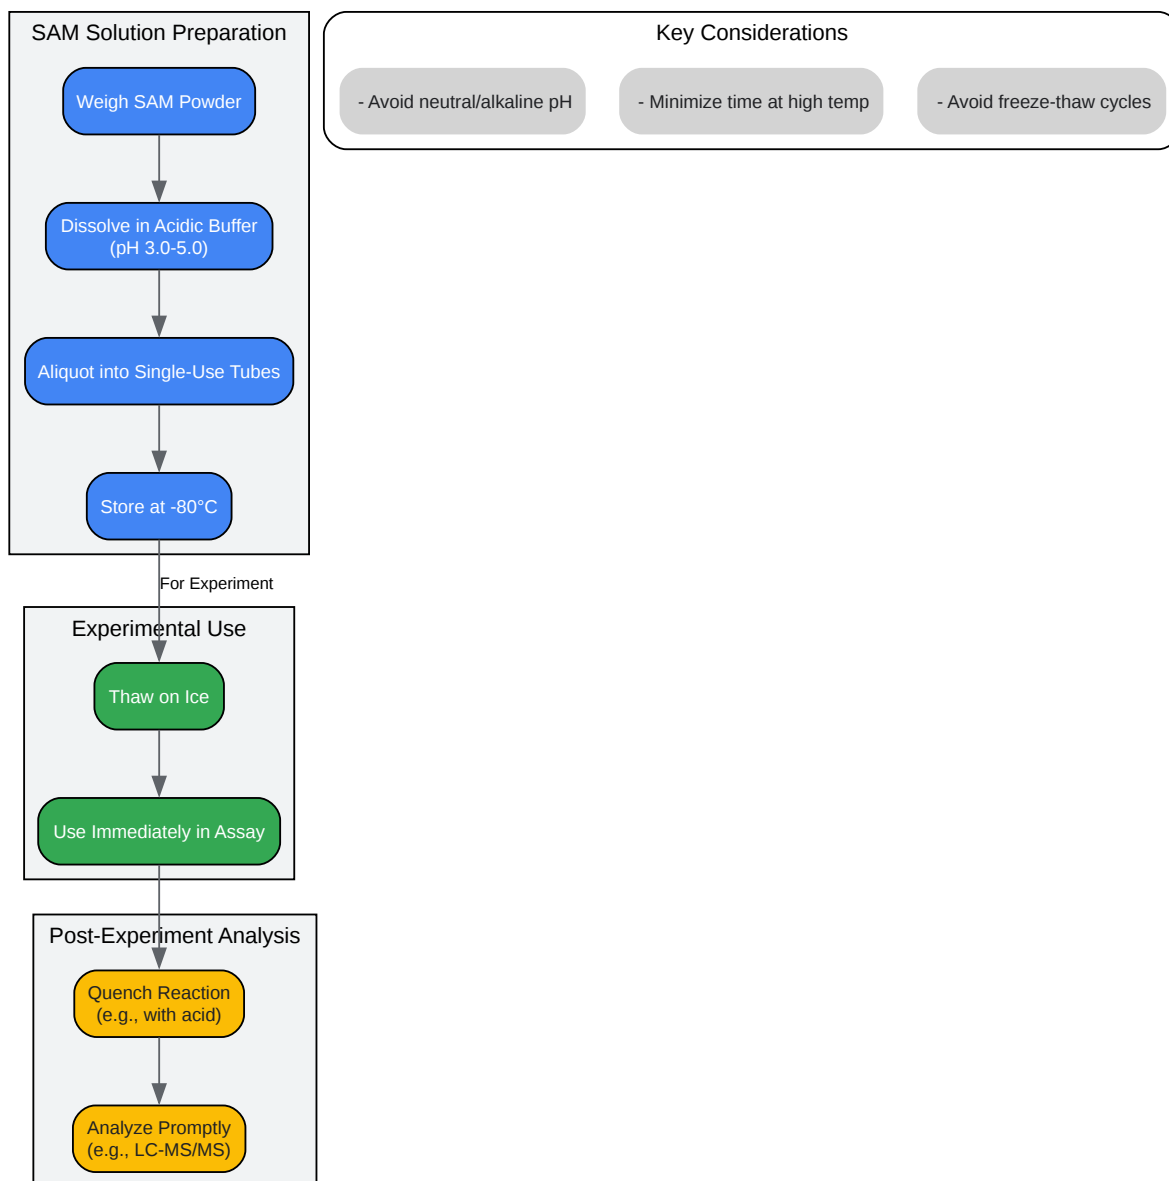 SAM Solution Preparation
Weigh SAM Powder
Dissolve in Acidic Buffer
(pH 3.0-5.0)
Aliquot into Single-Use Tubes
Store at -80°C
Key Considerations
- Avoid neutral/alkaline pH
- Minimize time at high temp
- Avoid freeze-thaw cycles
For Experiment
Experimental Use
Thaw on Ice
Use Immediately in Assay
Post-Experiment Analysis
Quench Reaction
(e.g., with acid)
Analyze Promptly
(e.g., LC-MS/MS)